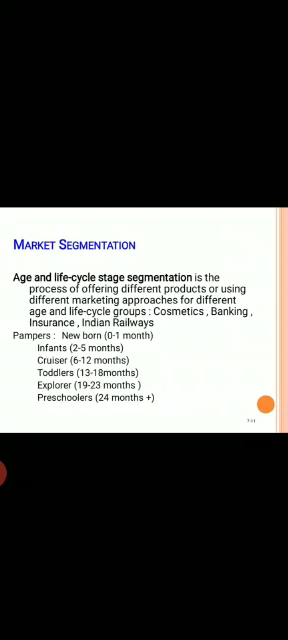 MARKET SEGMENTATION
Age and life-cycle stage segmentation is the
process of offering different products or using
different marketing approaches for different
age and life-cycle groups : Cosmetics , Banking ,
Insurance , Indian Railways
Pampers : New born (0-1 month)
Infants (2-5 months)
Cruiser (6-12 months)
Toddlers (13-18months)
Explorer (19-23 months )
Preschoolers (24 months +)
7-11